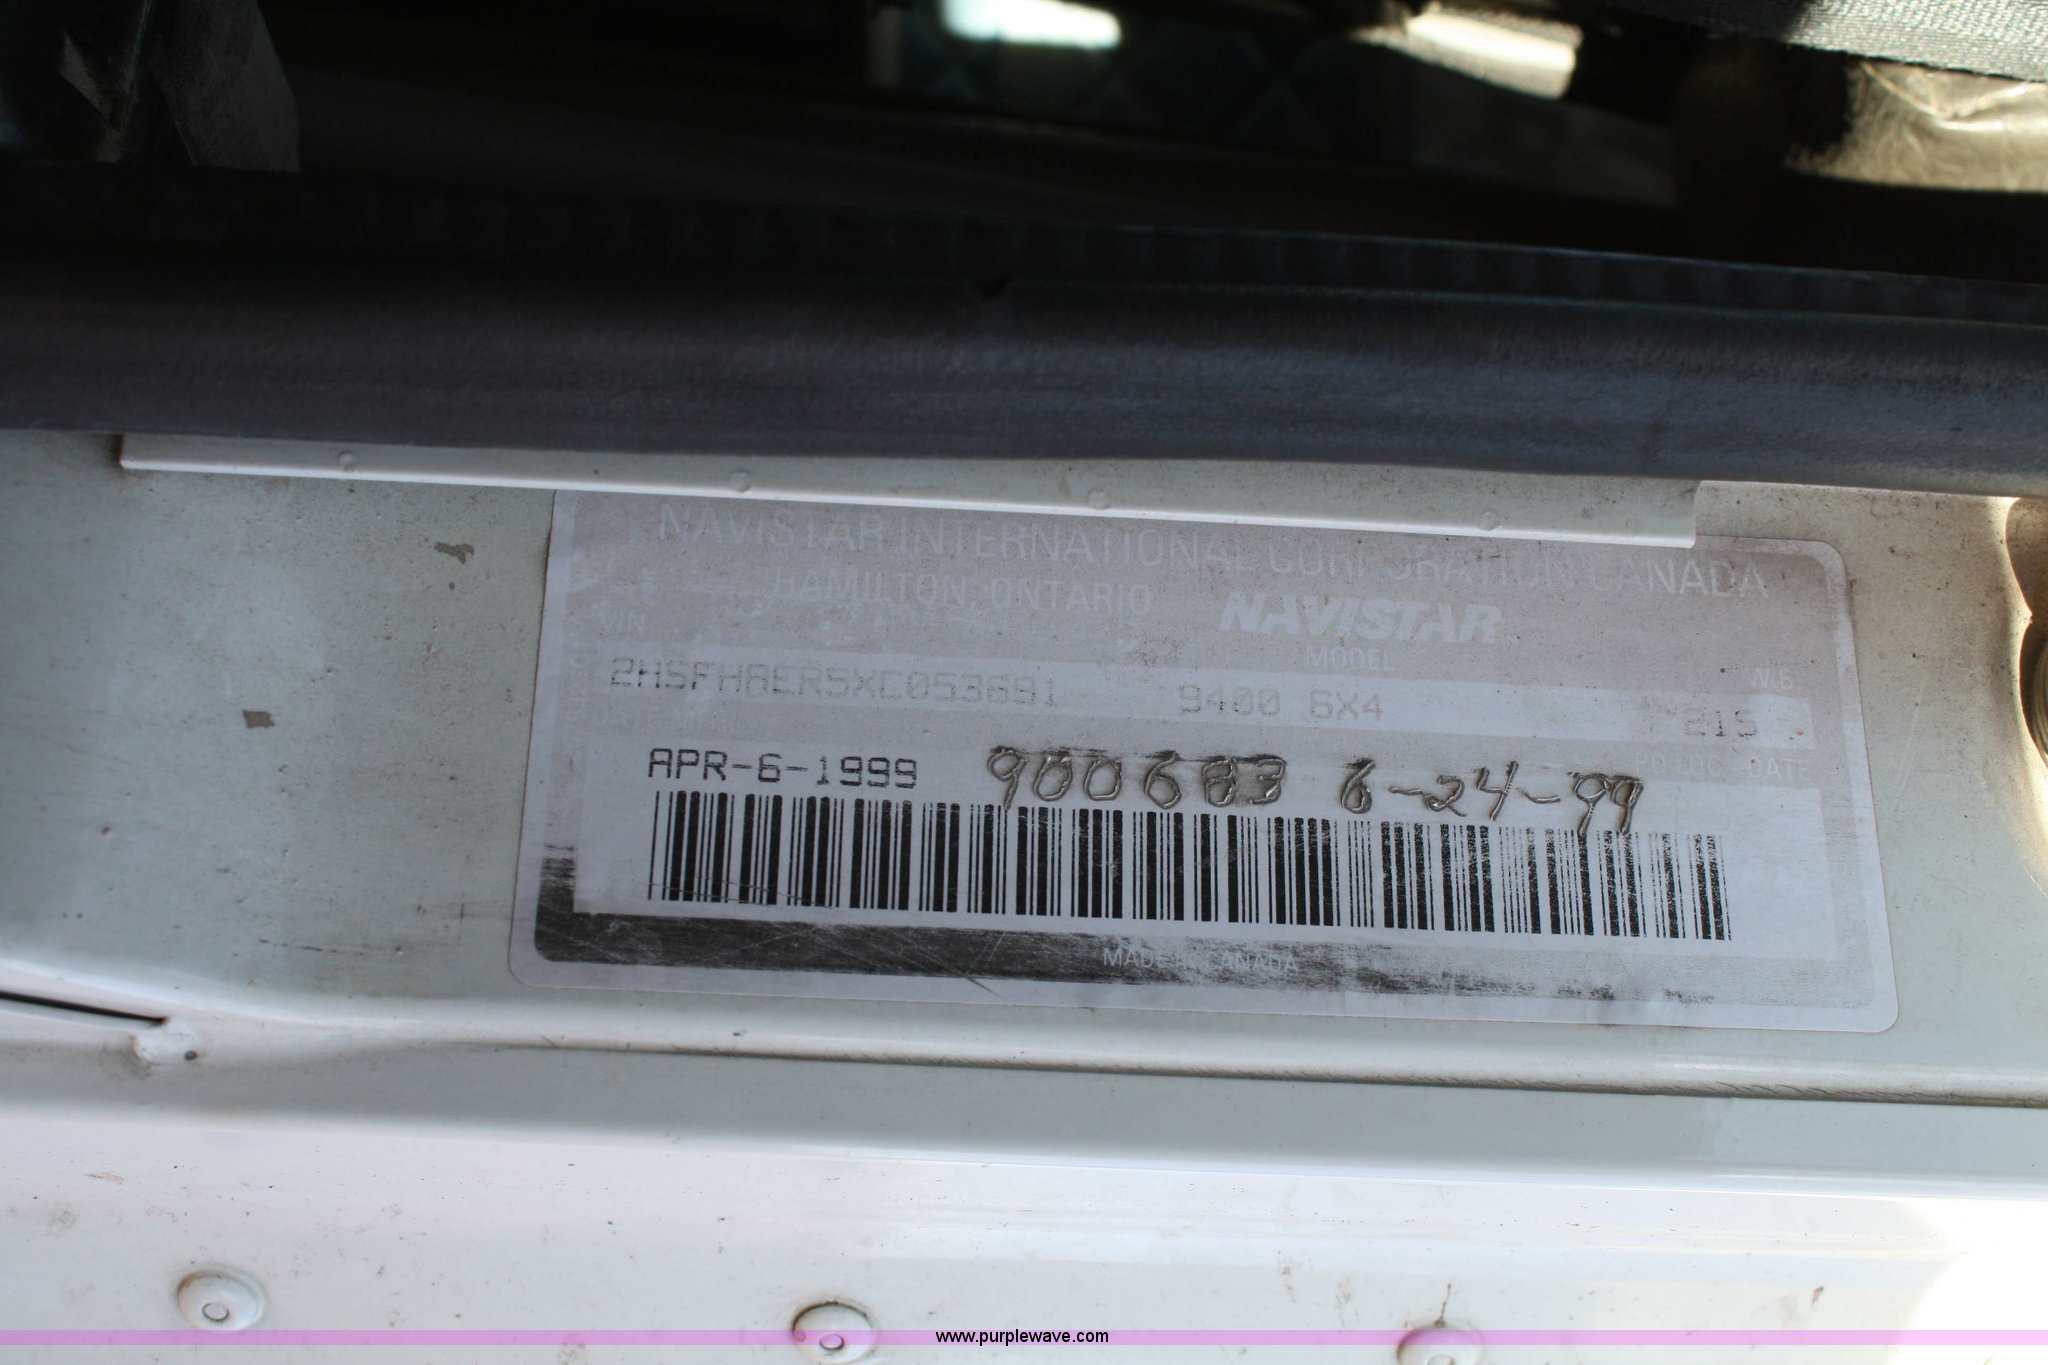 NAVISTAR INTERNATIONAL CORPORATION CANADA
HAMILTON ONTARIO NAVISTAR
VIN MODEL W.B.
2HSFHAER5XC053691 9400 6X4 215
DATE
APR-6-1999 900683 6-24-99
MADE IN CANADA
www.purplewave.com